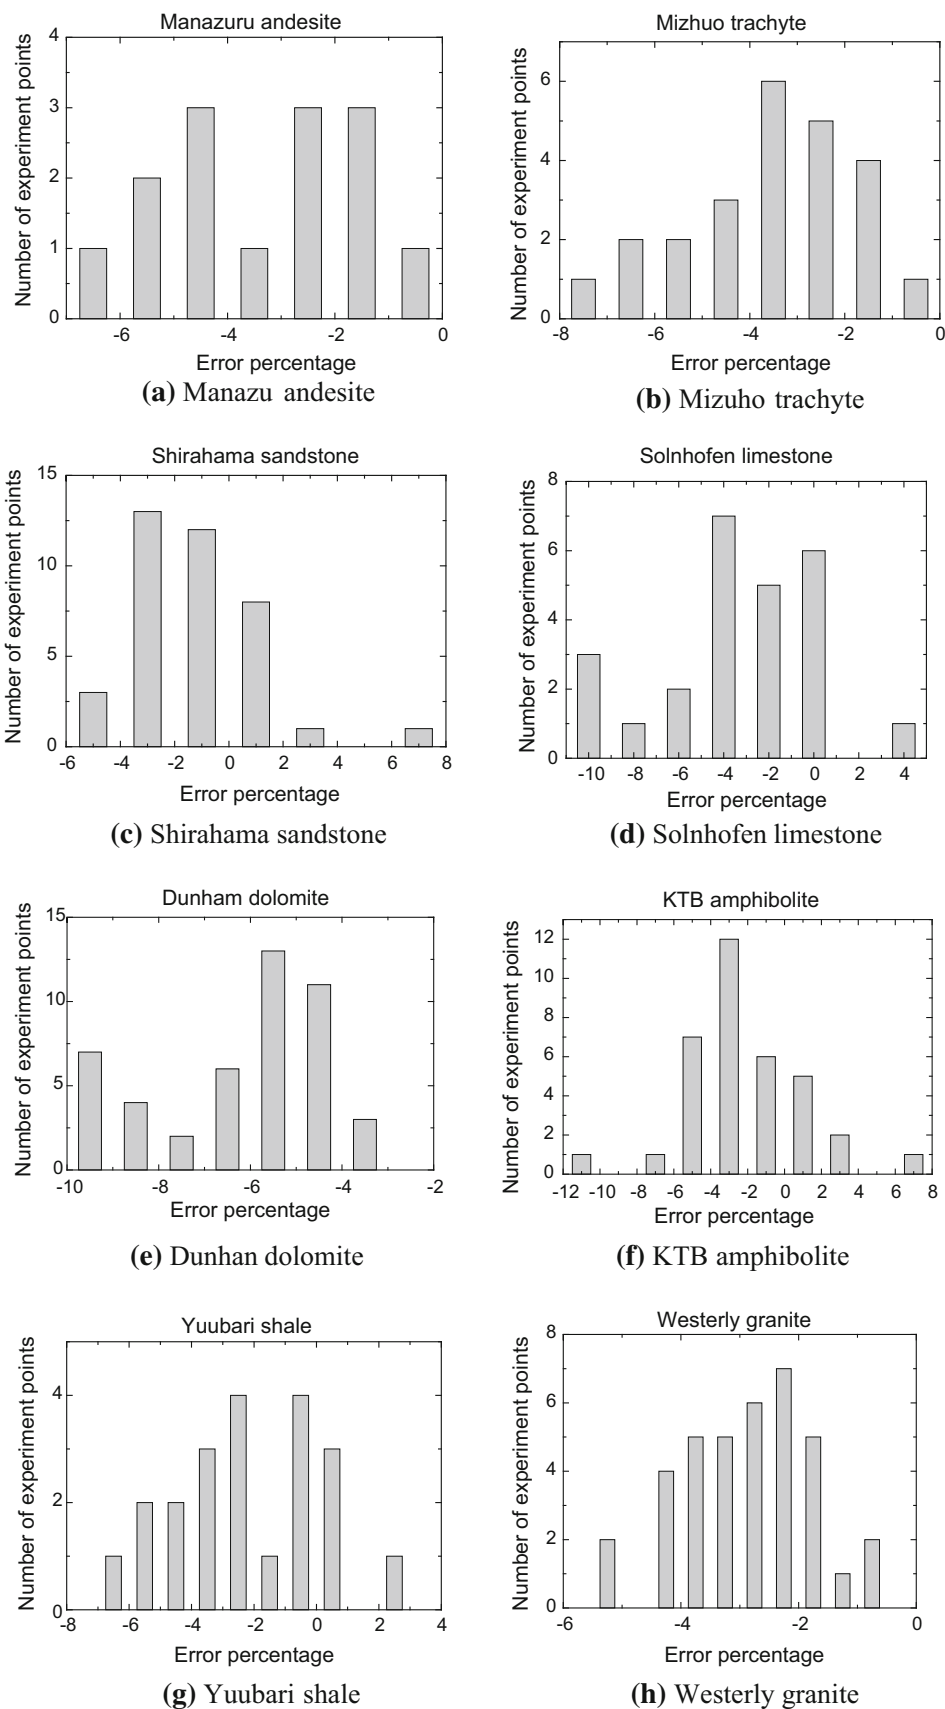 Manazuru andesite
Number of experiment points
4
3
2
1
0
-6 -4 -2 0
Error percentage
(a) Manazu andesite
Mizhuo trachyte
Number of experiment points
6
4
2
0
-8 -6 -4 -2 0
Error percentage
(b) Mizuho trachyte
Shirahama sandstone
Number of experiment points
15
10
5
0
-6 -4 -2 0 2 4 6 8
Error percentage
(c) Shirahama sandstone
Solnhofen limestone
Number of experiment points
8
6
4
2
0
-10 -8 -6 -4 -2 0 2 4
Error percentage
(d) Solnhofen limestone
Dunham dolomite
Number of experiment points
15
10
5
0
-10 -8 -6 -4 -2
Error percentage
(e) Dunhan dolomite
KTB amphibolite
Number of experiment points
12
10
8
6
4
2
0
-12 -10 -8 -6 -4 -2 0 2 4 6 8
Error percentage
(f) KTB amphibolite
Yuubari shale
Number of experiment points
4
2
0
-8 -6 -4 -2 0 2 4
Error percentage
(g) Yuubari shale
Westerly granite
Number of experiment points
8
6
4
2
0
-6 -4 -2 0
Error percentage
(h) Westerly granite